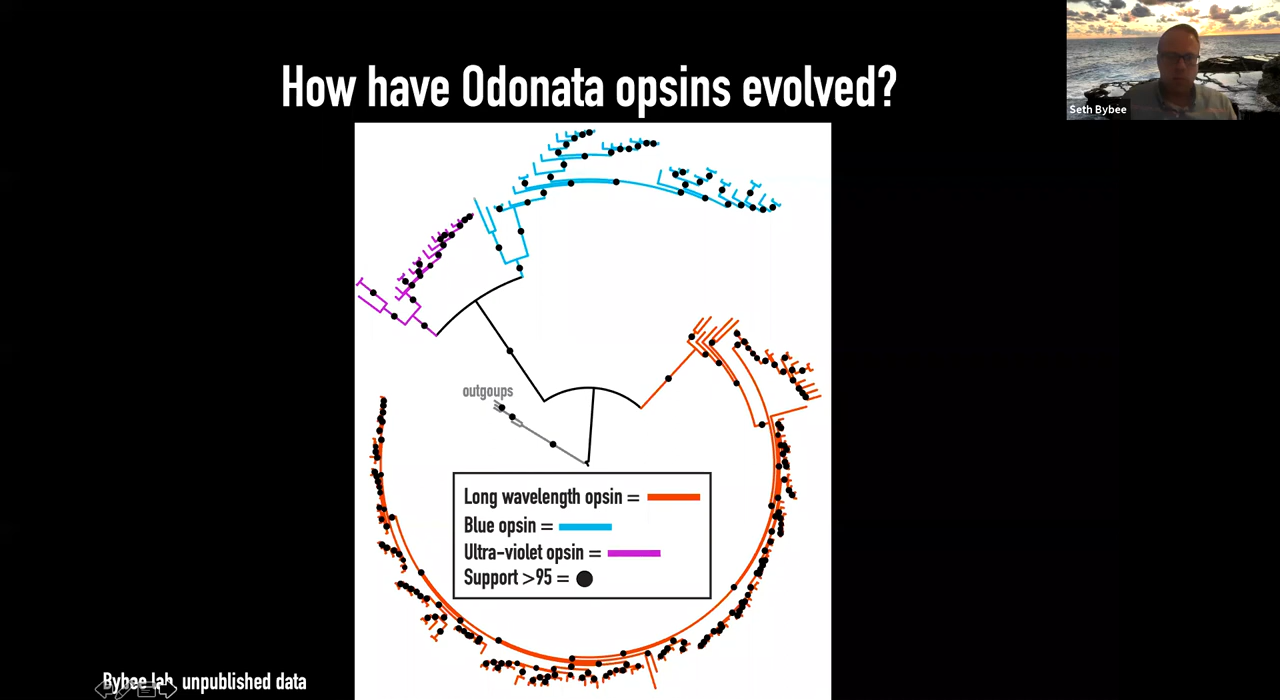 How have Odonata opsins evolved?
Seth Bybee
outgoups
Long wavelength opsin =
Blue opsin =
Ultra-violet opsin =
Support >95 =
Bybee lab, unpublished data